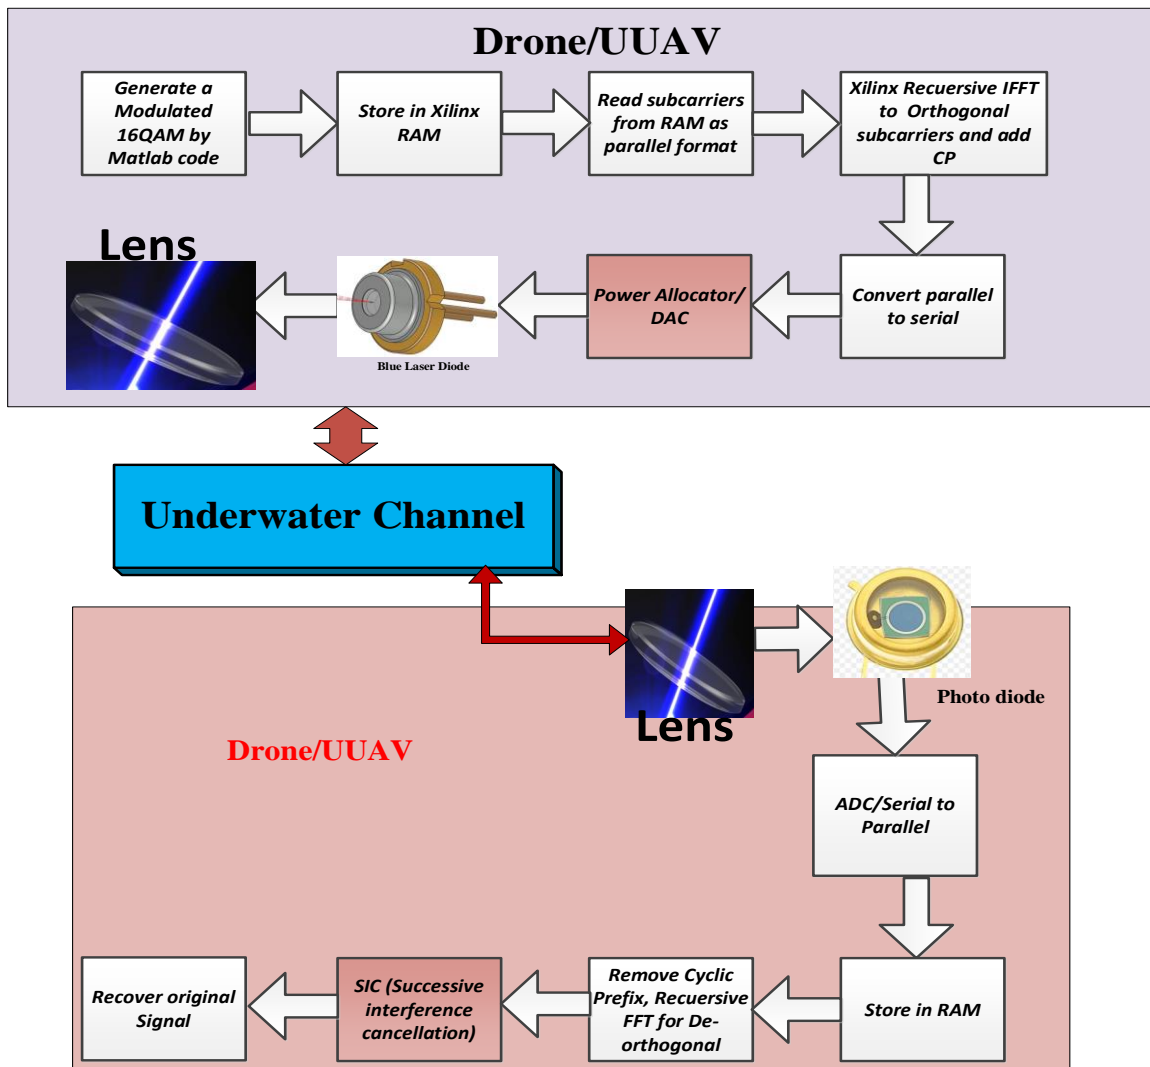 Drone/UUAV
Generate a
Modulated
16QAM by
Matlab code
Store in Xilinx
RAM
Read subcarriers
from RAM as
parallel format
Xilinx Recuersive IFFT
to Orthogonal
subcarriers and add
CP
Lens
Blue Laser Diode
Power Allocator/
DAC
Convert parallel
to serial
Underwater Channel
Lens
Photo diode
Drone/UUAV
ADC/Serial to
Parallel
Recover original
Signal
SIC (Successive
interference
cancellation)
Remove Cyclic
Prefix, Recuersive
FFT for De-
orthogonal
Store in RAM